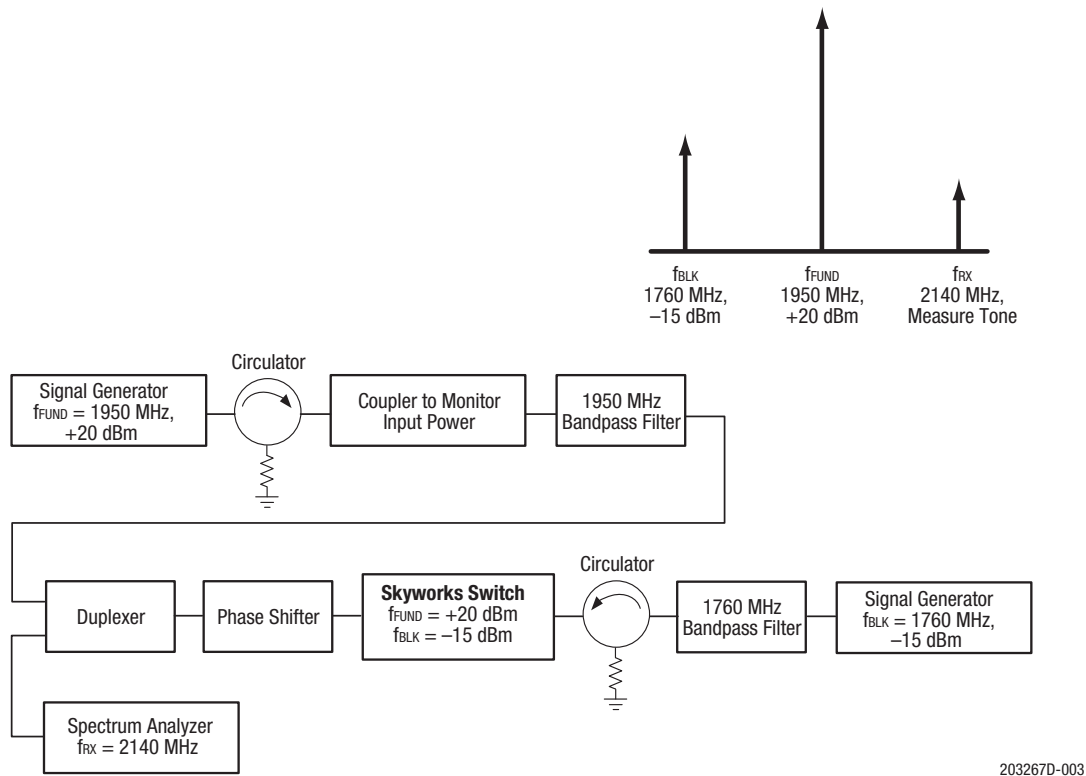 fBLK
1760 MHz,
–15 dBm
fFUND
1950 MHz,
+20 dBm
fRX
2140 MHz,
Measure Tone
Signal Generator
fFUND = 1950 MHz,
+20 dBm
Circulator
Coupler to Monitor
Input Power
1950 MHz
Bandpass Filter
Duplexer
Phase Shifter
Skyworks Switch
fFUND = +20 dBm
fBLK = –15 dBm
Circulator
1760 MHz
Bandpass Filter
Signal Generator
fBLK = 1760 MHz,
–15 dBm
Spectrum Analyzer
fRX = 2140 MHz
203267D-003